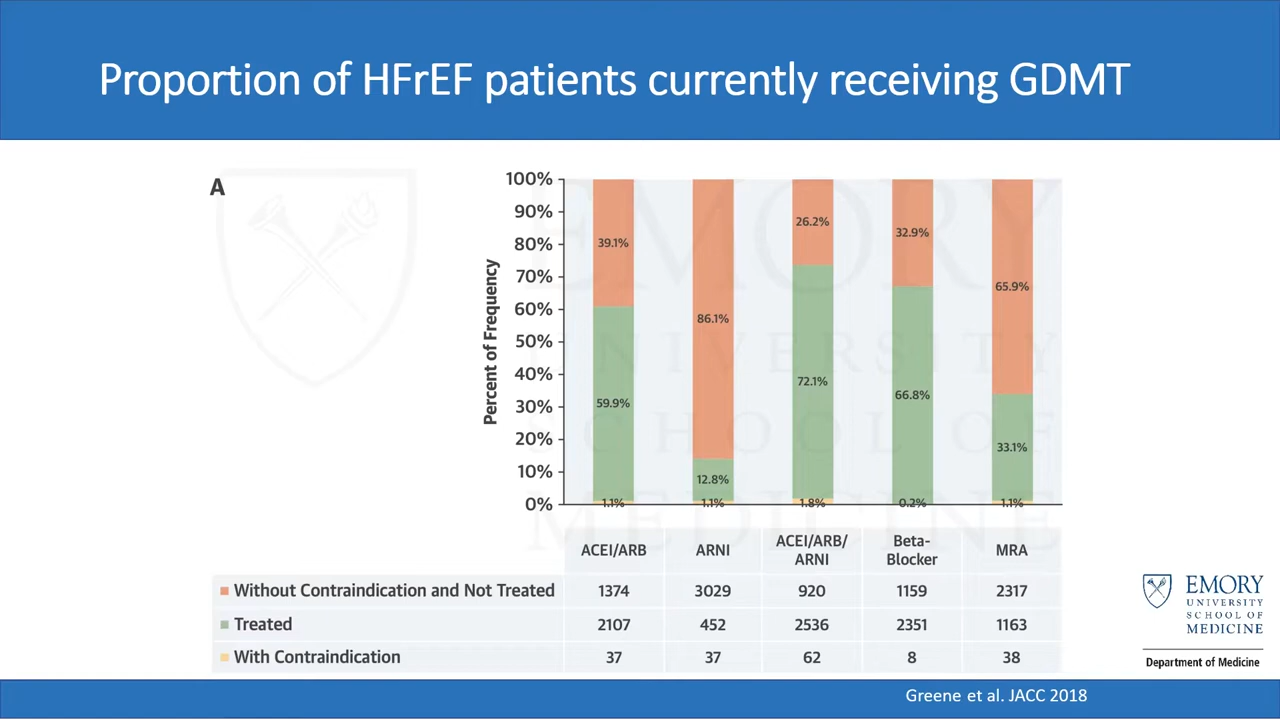 Proportion of HFrEF patients currently receiving GDMT
A
100%
90%
80%
70%
60%
50%
40%
30%
20%
10%
0%
Percent of Frequency
39.1%
59.9%
1.1%
86.1%
12.8%
1.1%
26.2%
72.1%
1.8%
32.9%
66.8%
0.2%
65.9%
33.1%
1.1%
EMORY
UNIVERSITY
SCHOOL OF
MEDICINE
ACEI/ARB ARNI ACEI/ARB/ARNI Beta-Blocker MRA
Without Contraindication and Not Treated 1374 3029 920 1159 2317
Treated 2107 452 2536 2351 1163
With Contraindication 37 37 62 8 38
EMORY
UNIVERSITY
SCHOOL OF
MEDICINE
Department of Medicine
Greene et al. JACC 2018